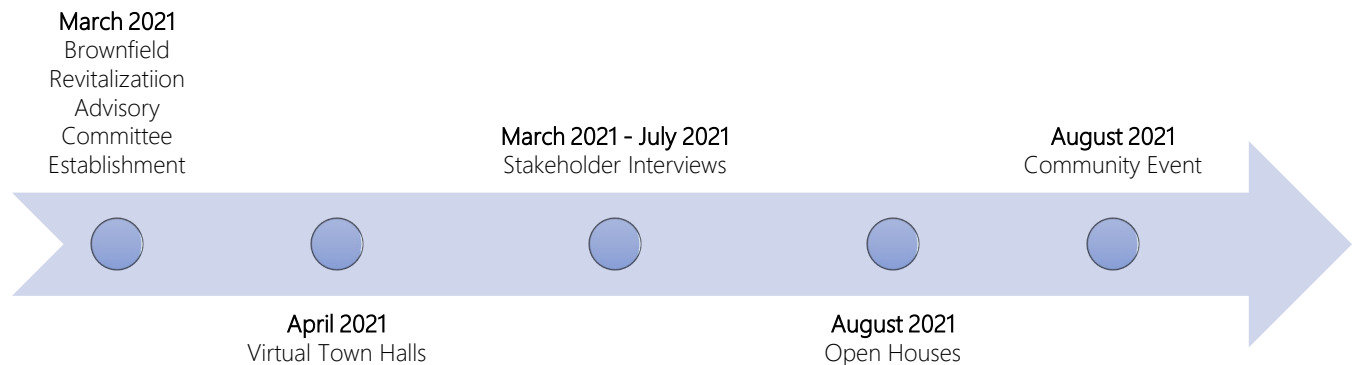 March 2021
Brownfield
Revitalizatiion
Advisory
Committee
Establishment
April 2021
Virtual Town Halls
March 2021 - July 2021
Stakeholder Interviews
August 2021
Open Houses
August 2021
Community Event